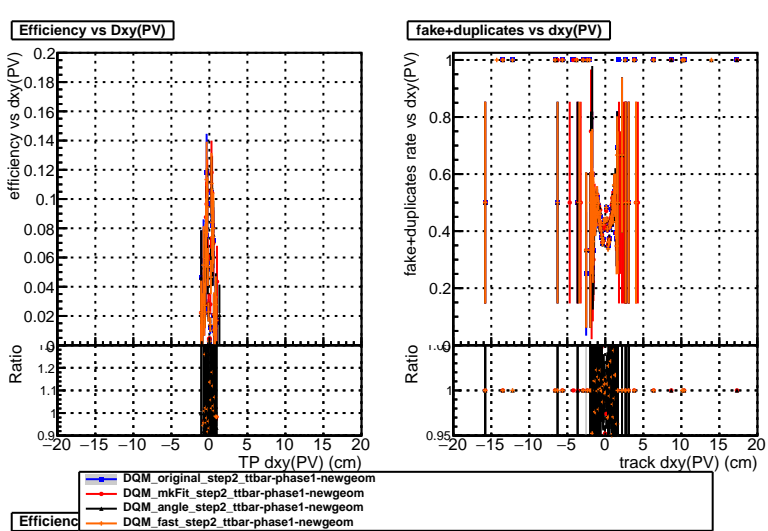 Efficiency vs Dxy(PV)
efficiency vs dxy(PV)
0.2
0.18
0.16
0.14
0.12
0.1
0.08
0.06
0.04
0.02
Ratio
1.2
1.1
1
0.9
−20 −15 −10 −5 0 5 10 15 20
TP dxy(PV) (cm)
fake+duplicates vs dxy(PV)
fake+duplicates rate vs dxy(PV)
1
0.8
0.6
0.4
0.2
Ratio
1
0.95
−20 −15 −10 −5 0 5 10 15 20
track dxy(PV) (cm)
DQM_original_step2_ttbar-phase1-newgeom
DQM_mkFit_step2_ttbar-phase1-newgeom
DQM_angle_step2_ttbar-phase1-newgeom
DQM_fast_step2_ttbar-phase1-newgeom
Efficienc